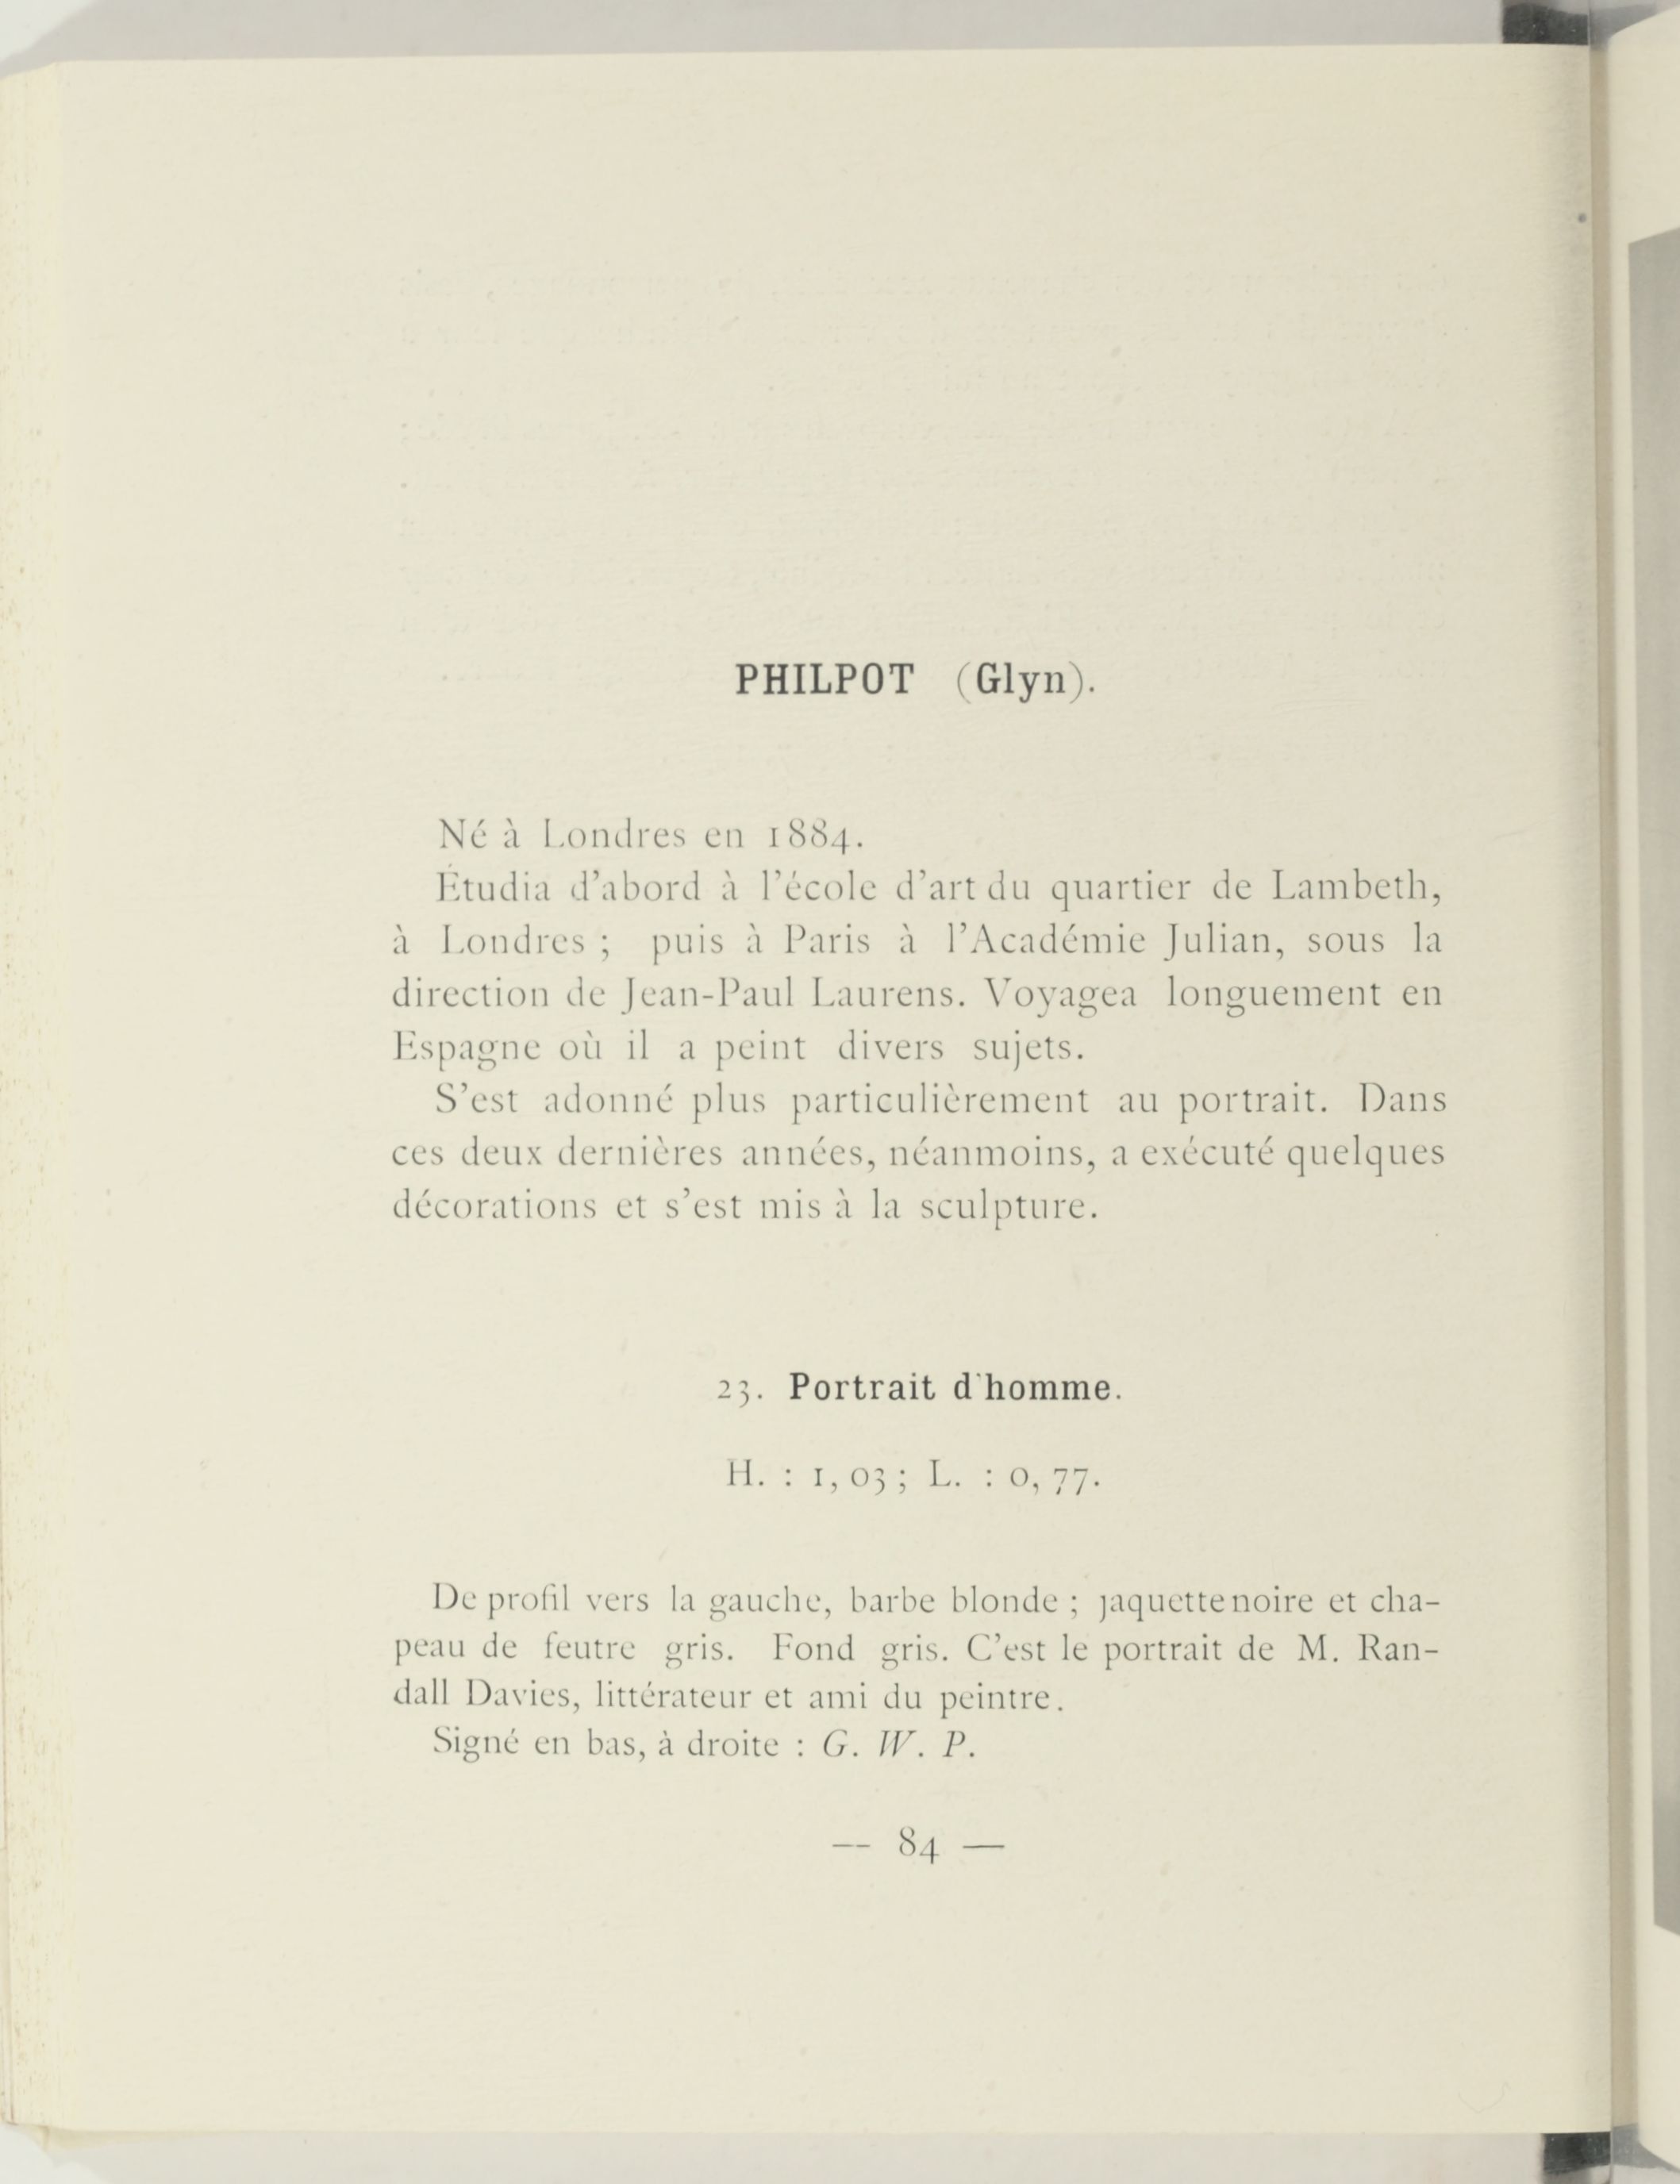 PHILPOT (Glyn).
Né à Londres en 1884.
Étudia d'abord à l'école d'art du quartier de Lambeth,
à Londres ; puis à Paris à l'Académie Julian, sous la
direction de Jean-Paul Laurens. Voyagea longuement en
Espagne où il a peint divers sujets.
S'est adonné plus particulièrement au portrait. Dans
ces deux dernières années, néanmoins, a exécuté quelques
décorations et s'est mis à la sculpture.
23. Portrait d'homme.
H. : 1, 03 ; L. : 0, 77.
De profil vers la gauche, barbe blonde ; jaquette noire et cha-
peau de feutre gris. Fond gris. C'est le portrait de M. Ran-
dall Davies, littérateur et ami du peintre.
Signé en bas, à droite : G. W. P.
— 84 —